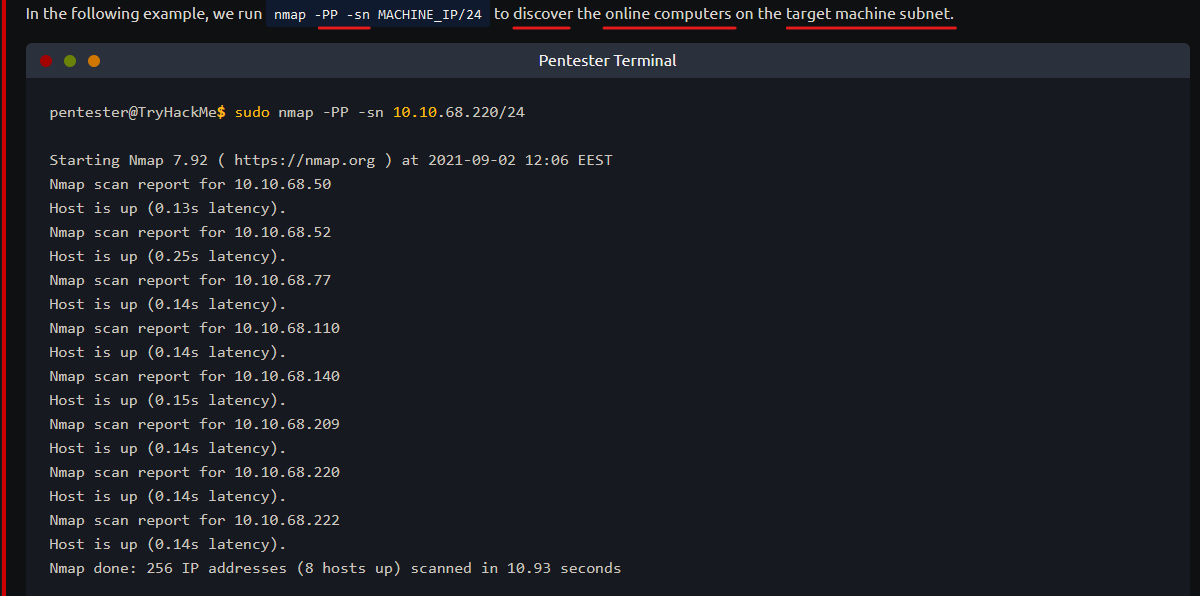 In the following example, we run nmap -PP -sn MACHINE_IP/24 to discover the online computers on the target machine subnet.
Pentester Terminal
pentester@TryHackMe$ sudo nmap -PP -sn 10.10.68.220/24
Starting Nmap 7.92 ( https://nmap.org ) at 2021-09-02 12:06 EEST
Nmap scan report for 10.10.68.50
Host is up (0.13s latency).
Nmap scan report for 10.10.68.52
Host is up (0.25s latency).
Nmap scan report for 10.10.68.77
Host is up (0.14s latency).
Nmap scan report for 10.10.68.110
Host is up (0.14s latency).
Nmap scan report for 10.10.68.140
Host is up (0.15s latency).
Nmap scan report for 10.10.68.209
Host is up (0.14s latency).
Nmap scan report for 10.10.68.220
Host is up (0.14s latency).
Nmap scan report for 10.10.68.222
Host is up (0.14s latency).
Nmap done: 256 IP addresses (8 hosts up) scanned in 10.93 seconds